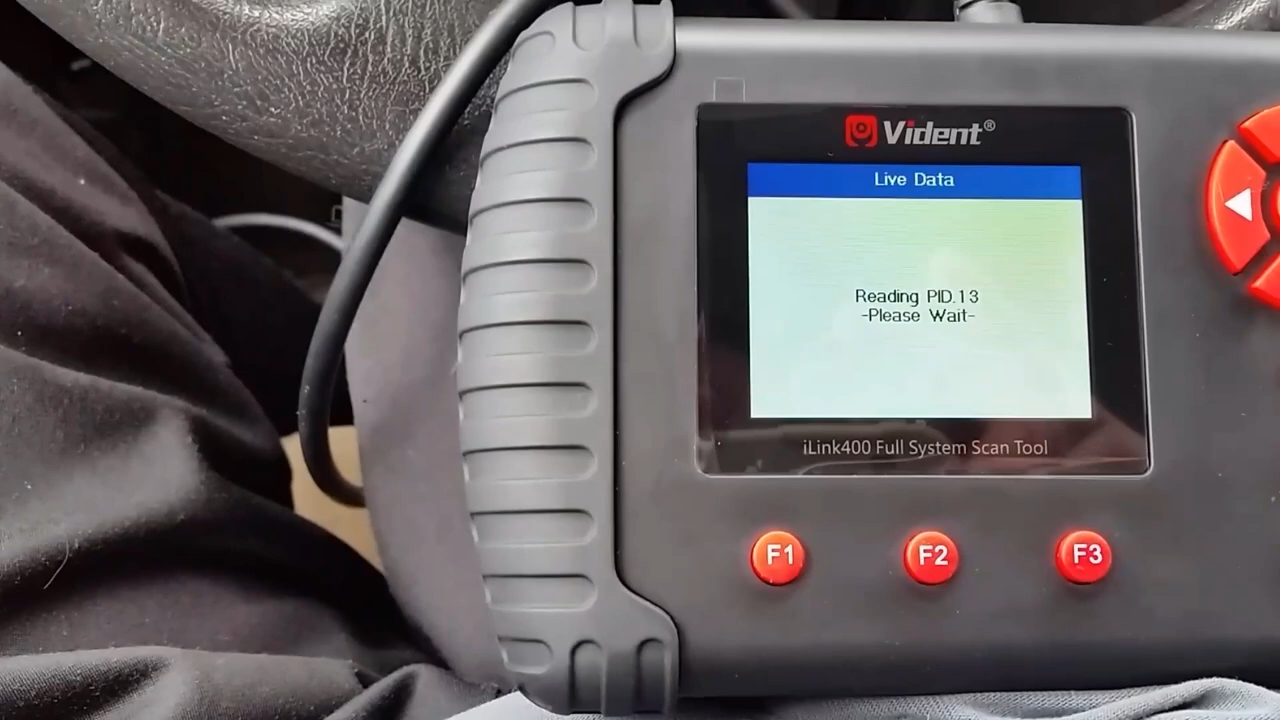 Vident®
Live Data
Reading PID.13
-Please Wait-
iLink400 Full System Scan Tool
F1 F2 F3